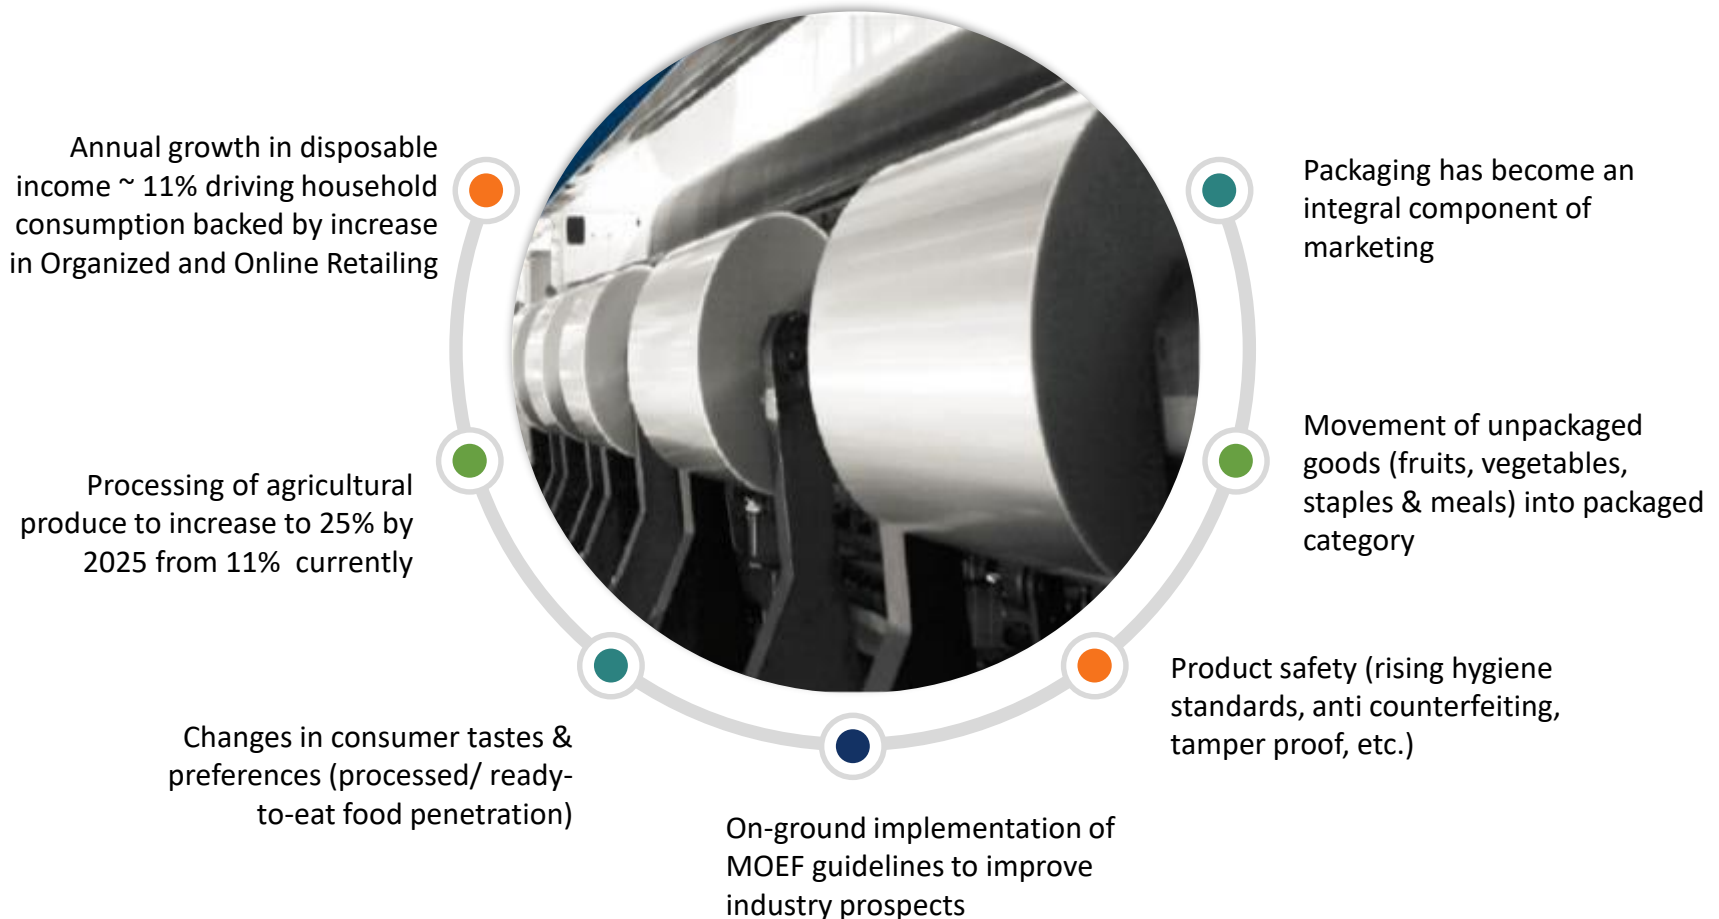 Annual growth in disposable
income ~ 11% driving household
consumption backed by increase
in Organized and Online Retailing
Processing of agricultural
produce to increase to 25% by
2025 from 11%  currently
Changes in consumer tastes &
preferences (processed/ ready-
to-eat food penetration)
On-ground implementation of
MOEF guidelines to improve
industry prospects
Product safety (rising hygiene
standards, anti counterfeiting,
tamper proof, etc.)
Movement of unpackaged
goods (fruits, vegetables,
staples & meals) into packaged
category
Packaging has become an
integral component of
marketing